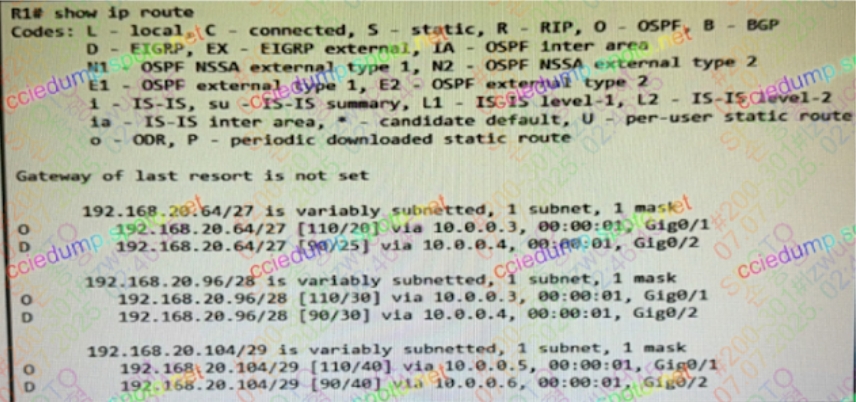 R1# show ip route
Codes: L - local, C - connected, S - static, R - RIP, O - OSPF, B - BGP
D - EIGRP, EX - EIGRP external, IA - OSPF inter area
N1 - OSPF NSSA external type 1, N2 - OSPF NSSA external type 2
E1 - OSPF external type 1, E2 - OSPF external type 2
i - IS-IS, su - IS-IS summary, L1 - IS-IS level-1, L2 - IS-IS level-2
ia - IS-IS inter area, * - candidate default, U - per-user static route
o - ODR, P - periodic downloaded static route
Gateway of last resort is not set
192.168.20.64/27 is variably subnetted, 1 subnet, 1 mask
O 192.168.20.64/27 [110/20] via 10.0.0.3, 00:00:01, Gig0/1
D 192.168.20.64/27 [90/25] via 10.0.0.4, 00:00:01, Gig0/2
192.168.20.96/28 is variably subnetted, 1 subnet, 1 mask
O 192.168.20.96/28 [110/30] via 10.0.0.3, 00:00:01, Gig0/1
D 192.168.20.96/28 [90/30] via 10.0.0.4, 00:00:01, Gig0/2
192.168.20.104/29 is variably subnetted, 1 subnet, 1 mask
O 192.168.20.104/29 [110/40] via 10.0.0.5, 00:00:01, Gig0/1
D 192.168.20.104/29 [90/40] via 10.0.0.6, 00:00:01, Gig0/2